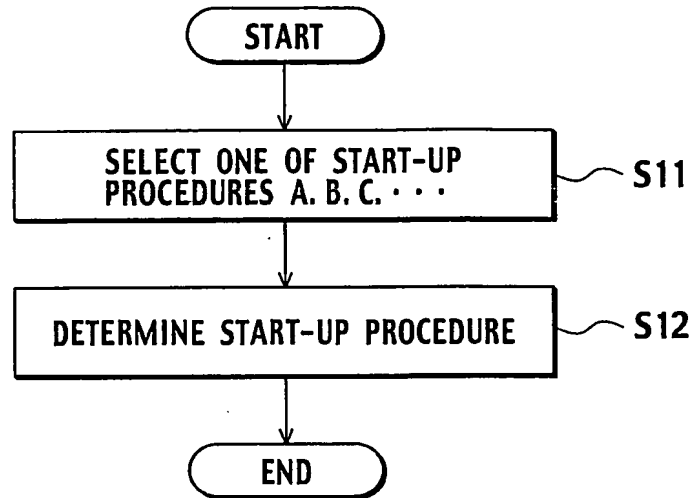 START
SELECT ONE OF START-UP
PROCEDURES A. B. C. · · ·
S11
DETERMINE START-UP PROCEDURE
S12
END